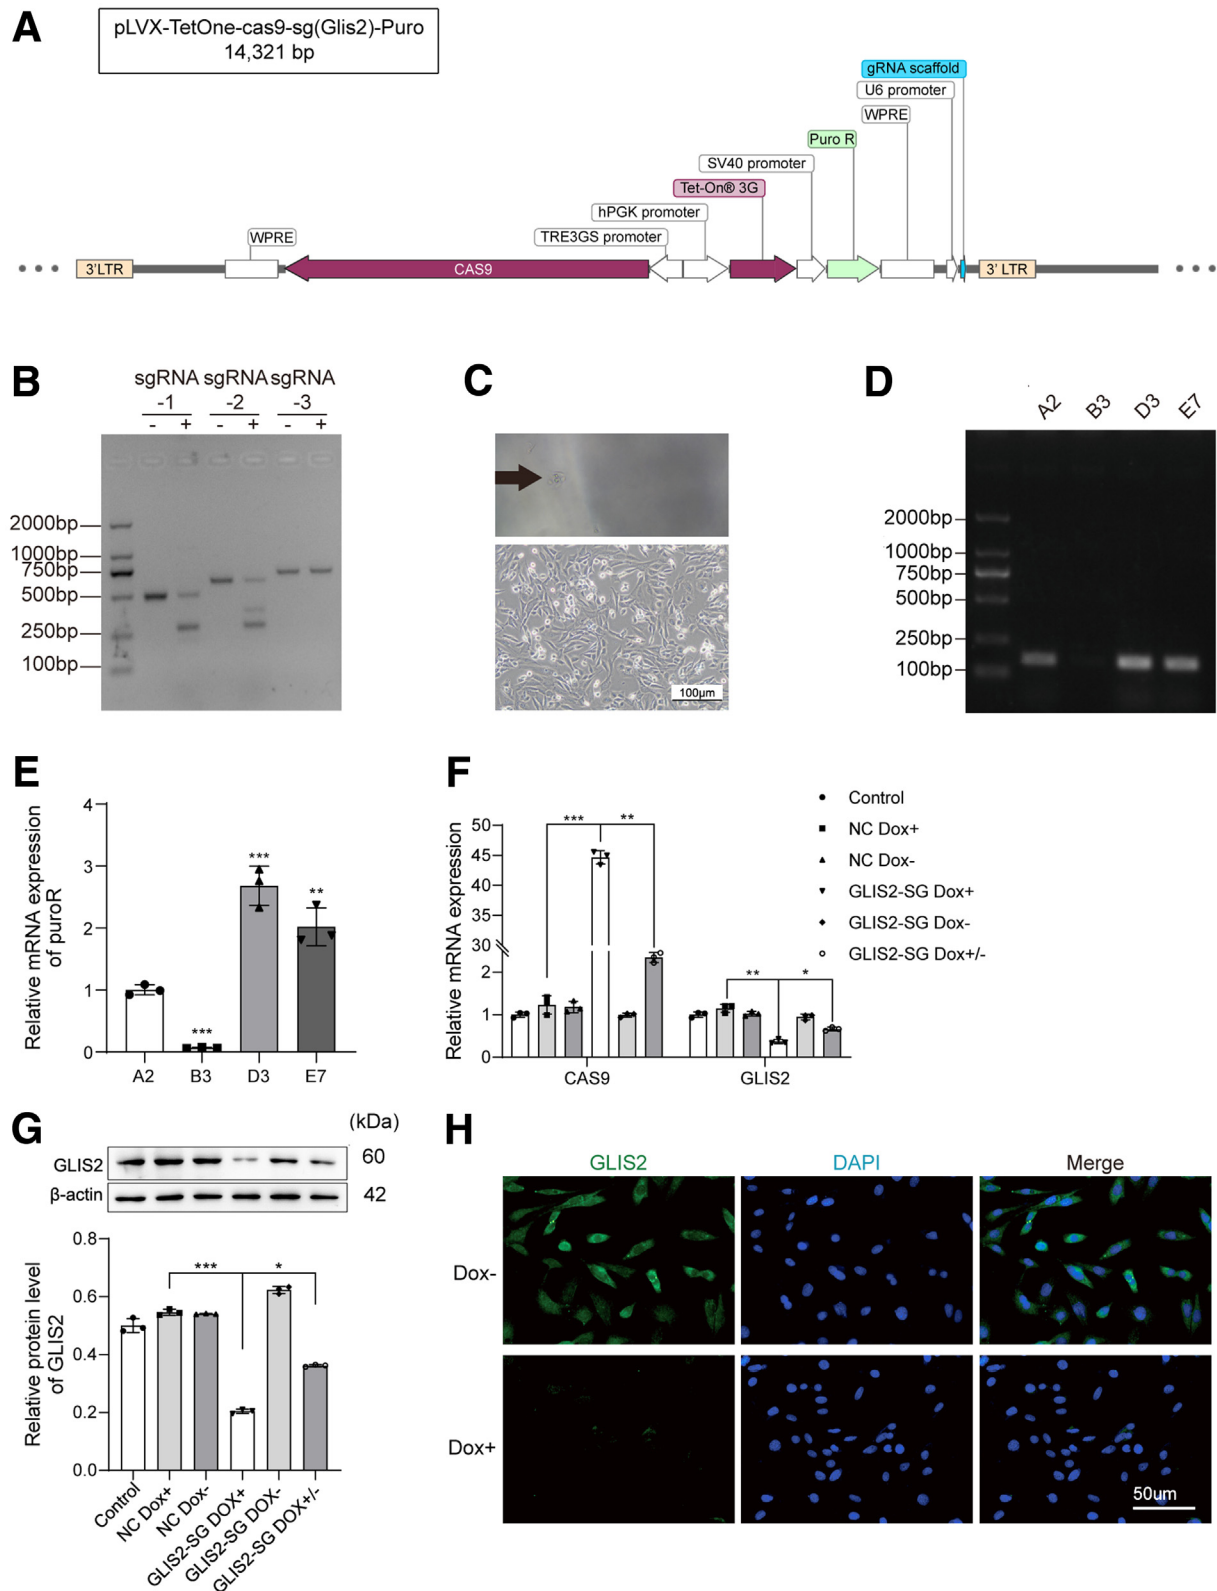 A
pLVX-TetOne-cas9-sg(Glis2)-Puro
14,321 bp
gRNA scaffold
U6 promoter
WPRE
Puro R
SV40 promoter
Tet-On® 3G
hPGK promoter
TRE3GS promoter
WPRE
3'LTR
CAS9
3' LTR
B
sgRNA sgRNA sgRNA
-1 -2 -3
- + - + - +
2000bp
1000bp
750bp
500bp
250bp
100bp
C
100μm
D
A2 B3 D3 E7
2000bp
1000bp
750bp
500bp
250bp
100bp
E
Relative mRNA expression
of puroR
4
3
2
1
0
***
***
**
A2 B3 D3 E7
F
Relative mRNA expression
50
45
40
35
30
2
1
0
*** **
** *
CAS9 GLIS2
Control
NC Dox+
NC Dox-
GLIS2-SG Dox+
GLIS2-SG Dox-
GLIS2-SG Dox+/-
G
(kDa)
GLIS2 60
β-actin 42
Relative protein level
of GLIS2
0.8
0.6
0.4
0.2
0.0
*** *
Control
NC Dox+
NC Dox-
GLIS2-SG DOX+
GLIS2-SG DOX-
GLIS2-SG DOX+/-
H
GLIS2 DAPI Merge
Dox-
Dox+
50um